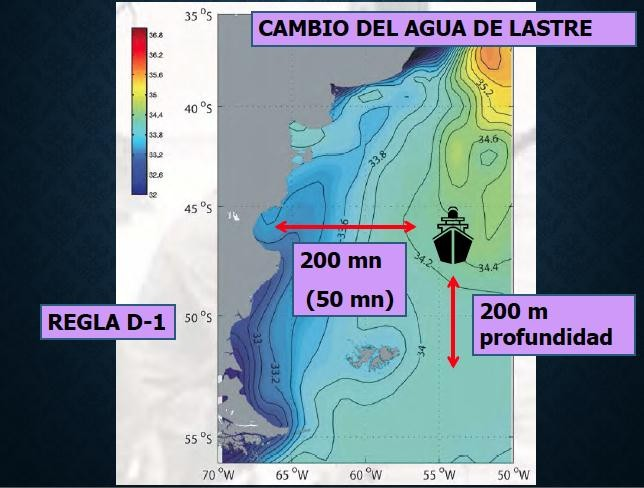 CAMBIO DEL AGUA DE LASTRE
REGLA D-1
200 mn
(50 mn)
200 m
profundidad
36.8
36.2
35.6
35
34.4
33.8
33.2
32.6
32
35 °S
40 °S
45 °S
50 °S
55 °S
70 °W
65 °W
60 °W
55 °W
50 °W
35.2
34.6
33.8
33.6
34.2
34.4
34
33
33.2